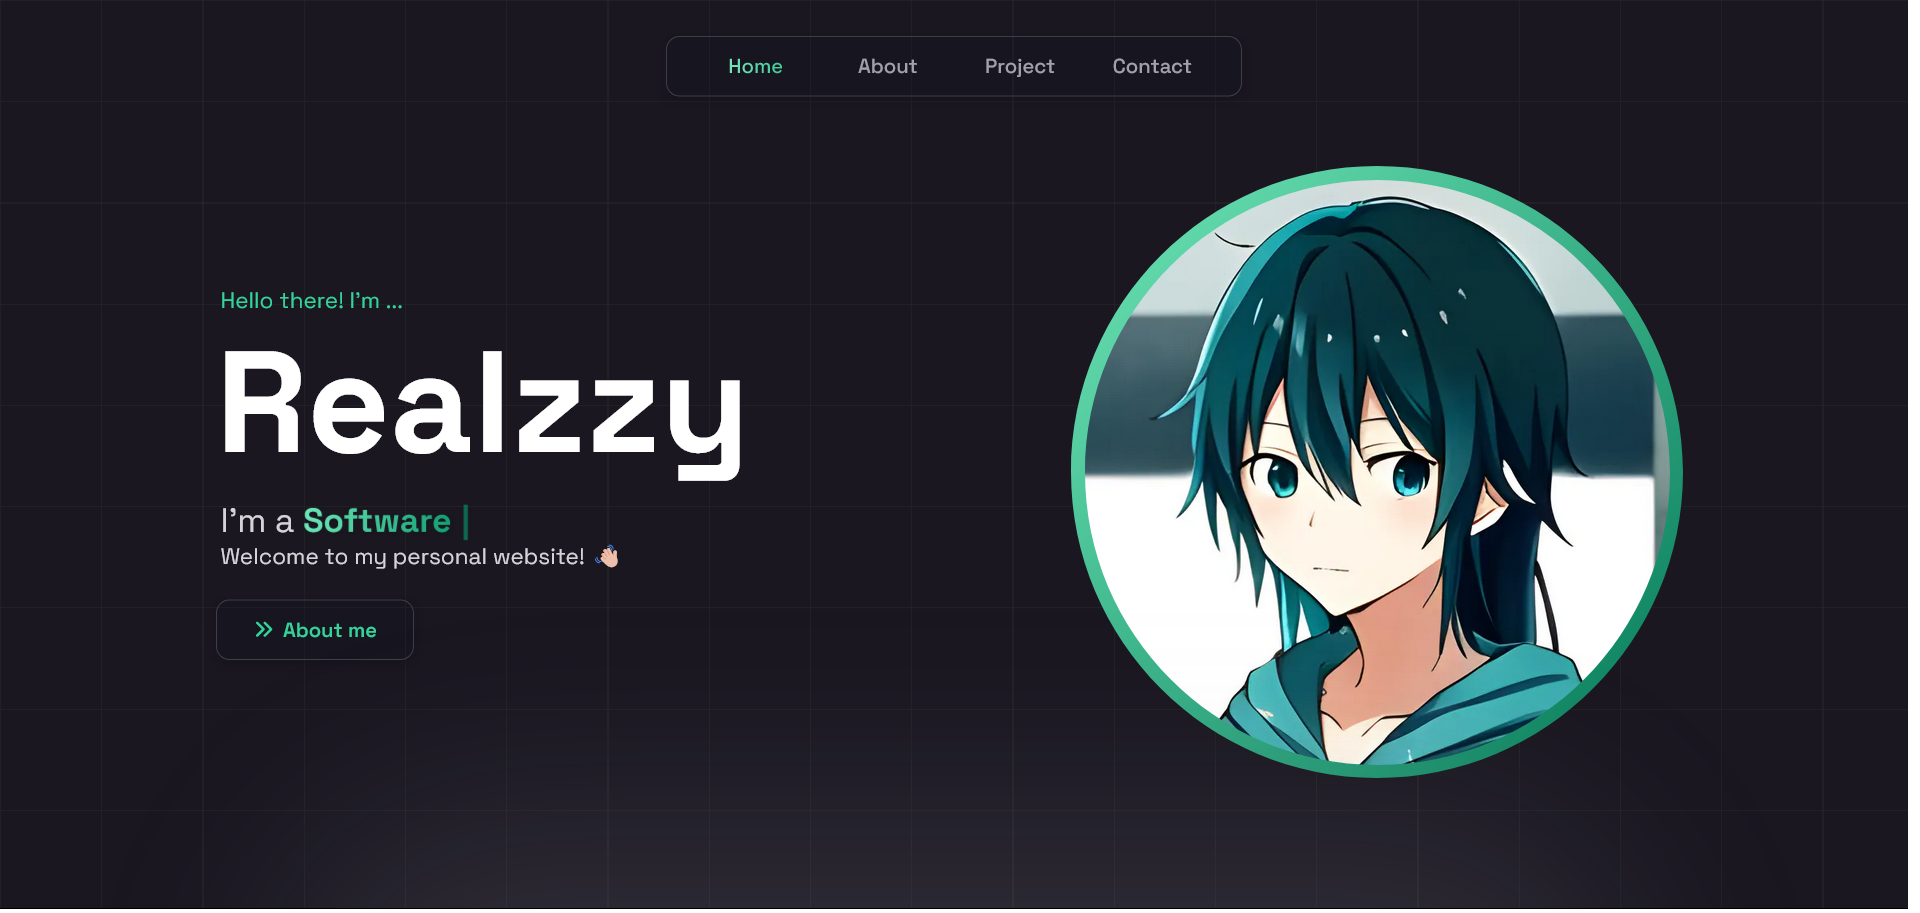 Home About Project Contact
Hello there! I'm ...
Realzzy
I'm a Software |
Welcome to my personal website! 👋
About me